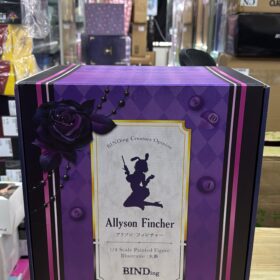 BINDing Creators Opinion
Allyson Fincher
アリソン・フィンチャー
1/4 Scale Painted Figure
BINDing